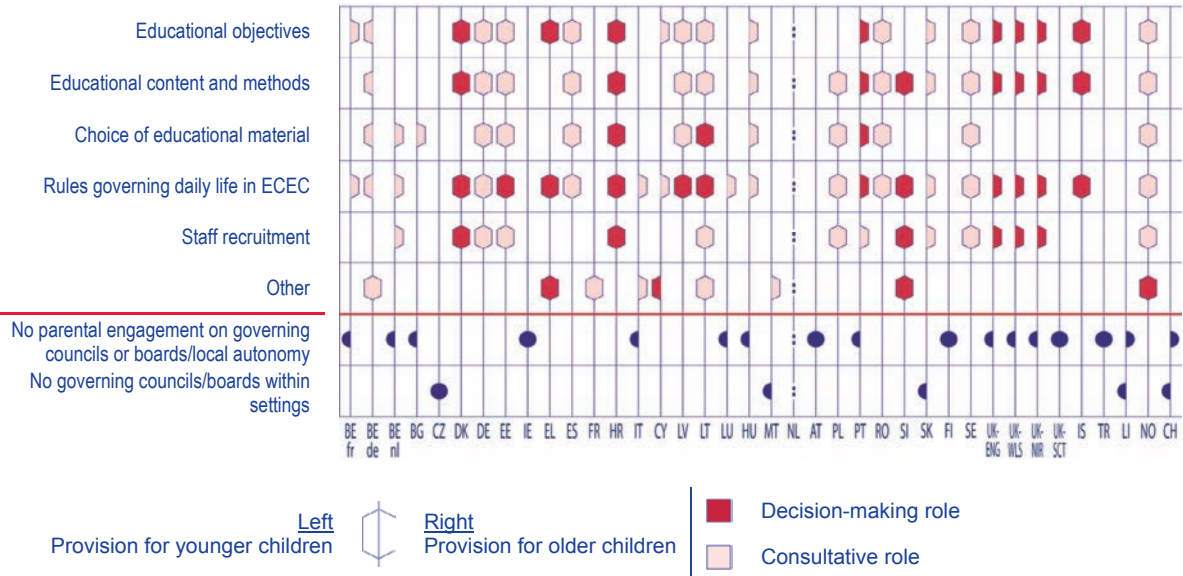 Educational objectives
Educational content and methods
Choice of educational material
Rules governing daily life in ECEC
Staff recruitment
Other
No parental engagement on governing
councils or boards/local autonomy
No governing councils/boards within
settings
BE fr BE de BE nl BG CZ DK DE EE IE EL ES FR HR IT CY LV LT LU HU MT NL AT PL PT RO SI SK FI SE UK-ENG UK-WLS UK-NIR UK-SCT IS TR LI NO CH
Left
Provision for younger children
Right
Provision for older children
Decision-making role
Consultative role